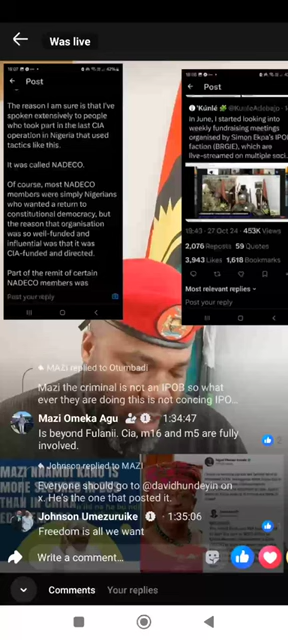 Was live
Post
The reason I am sure is that I've
spoken extensively to people
who took part in the last CIA
operation in Nigeria that used
tactics like this.
It was called NADECO.
Of course, most NADECO
members were simply Nigerians
who wanted a return to
constitutional democracy, but
the reason that organisation
was so well-funded and
influential was that it was
CIA-funded and directed.
Part of the remit of certain
NADECO members was
Post your reply
Post
'Kúnlé
@KunleAdebajo
In June, I started looking into
weekly fundraising meetings
organised by Simon Ekpa's IPOB
faction (BRGIE), which are
live-streamed on multiple soci
19:43 · 27 Oct 24 · 453K Views
2,076 Reposts 59 Quotes
3,943 Likes 1,618 Bookmarks
Most relevant replies
Post your reply
MAZI replied to Otumbadi
Mazi the criminal is not an IPOB so what
ever they are doing this is not concing IPO..
Mazi Omeka Agu · 1:34:47
Is beyond Fulanii. Cia, m16 and m5 are fully
involved.
Johnson replied to MAZI
Everyone should go to @davidhundeyin on
x. He's the one that posted it.
Johnson Umezuruike · 1:35:06
Freedom is all we want
MAZI NNAMDI KANU IS
MORE
THAN IN
Write a comment…
Comments Your replies